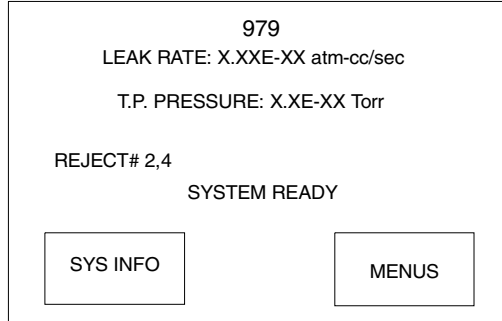 979
LEAK RATE: X.XXE-XX atm-cc/sec
T.P. PRESSURE: X.XE-XX Torr
REJECT# 2,4
SYSTEM READY
SYS INFO
MENUS